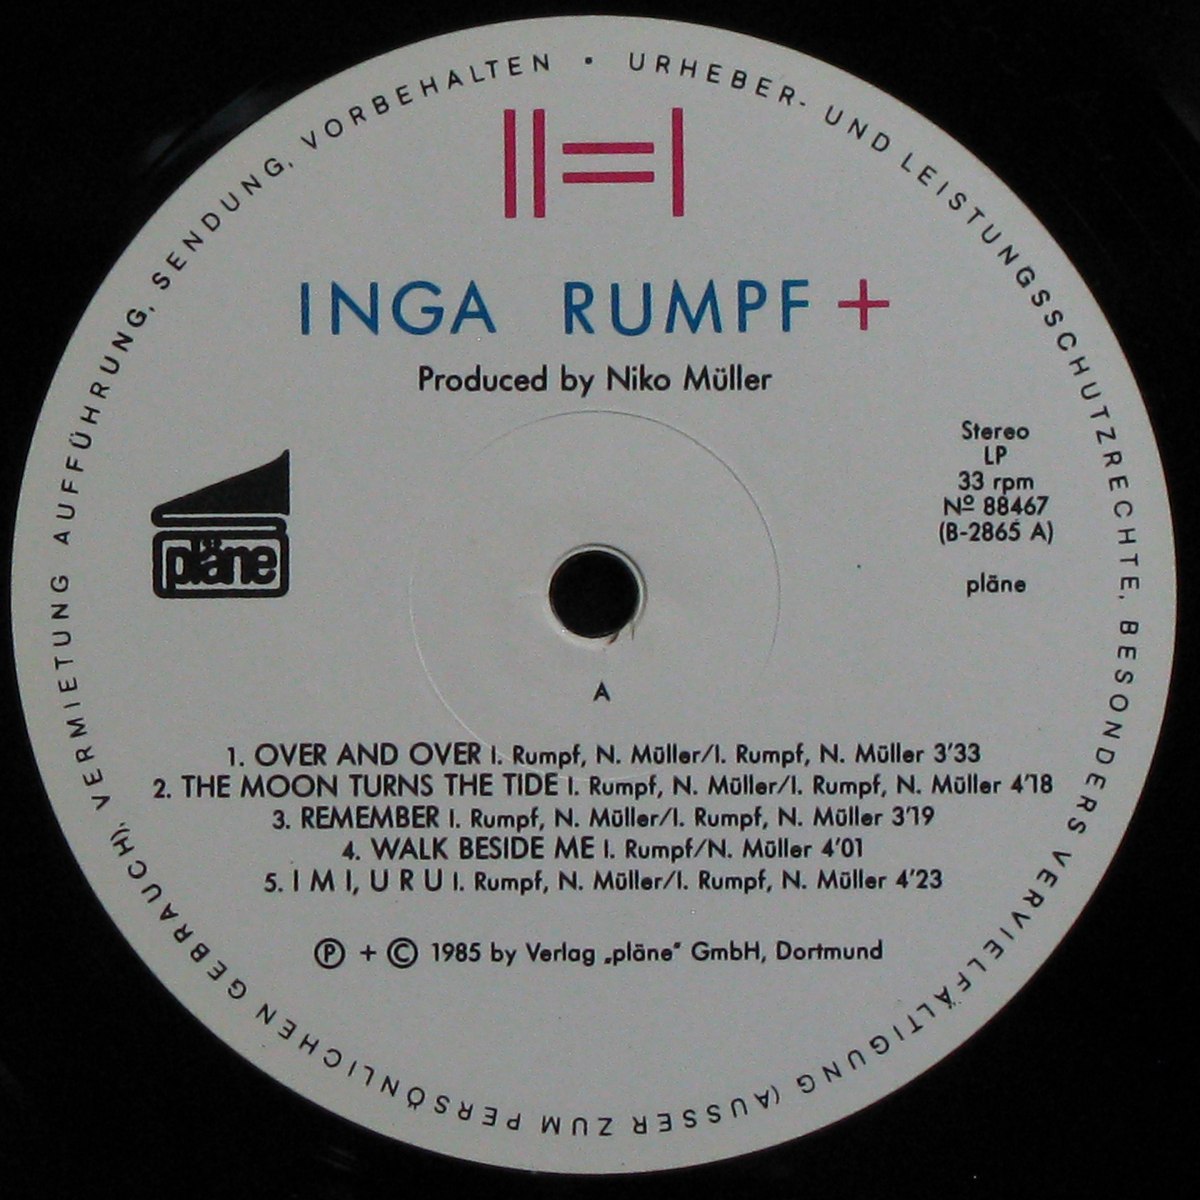 URHEBER- UND LEISTUNGSSCHUTZRECHTE, BESONDERS VERVIELFÄLTIGUNG (AUSSER ZUM PERSÖNLICHEN GEBRAUCH), VERMIETUNG AUFFÜHRUNG, SENDUNG, VORBEHALTEN •
INGA RUMPF +
Produced by Niko Müller
pläne
Stereo
LP
33 rpm
Nº 88467
(B-2865 A)
pläne
A
1. OVER AND OVER I. Rumpf, N. Müller/I. Rumpf, N. Müller 3'33
2. THE MOON TURNS THE TIDE I. Rumpf, N. Müller/I. Rumpf, N. Müller 4'18
3. REMEMBER I. Rumpf, N. Müller/I. Rumpf, N. Müller 3'19
4. WALK BESIDE ME I. Rumpf/N. Müller 4'01
5. I M I, U R U I. Rumpf, N. Müller/I. Rumpf, N. Müller 4'23
Ⓟ + © 1985 by Verlag „pläne“ GmbH, Dortmund